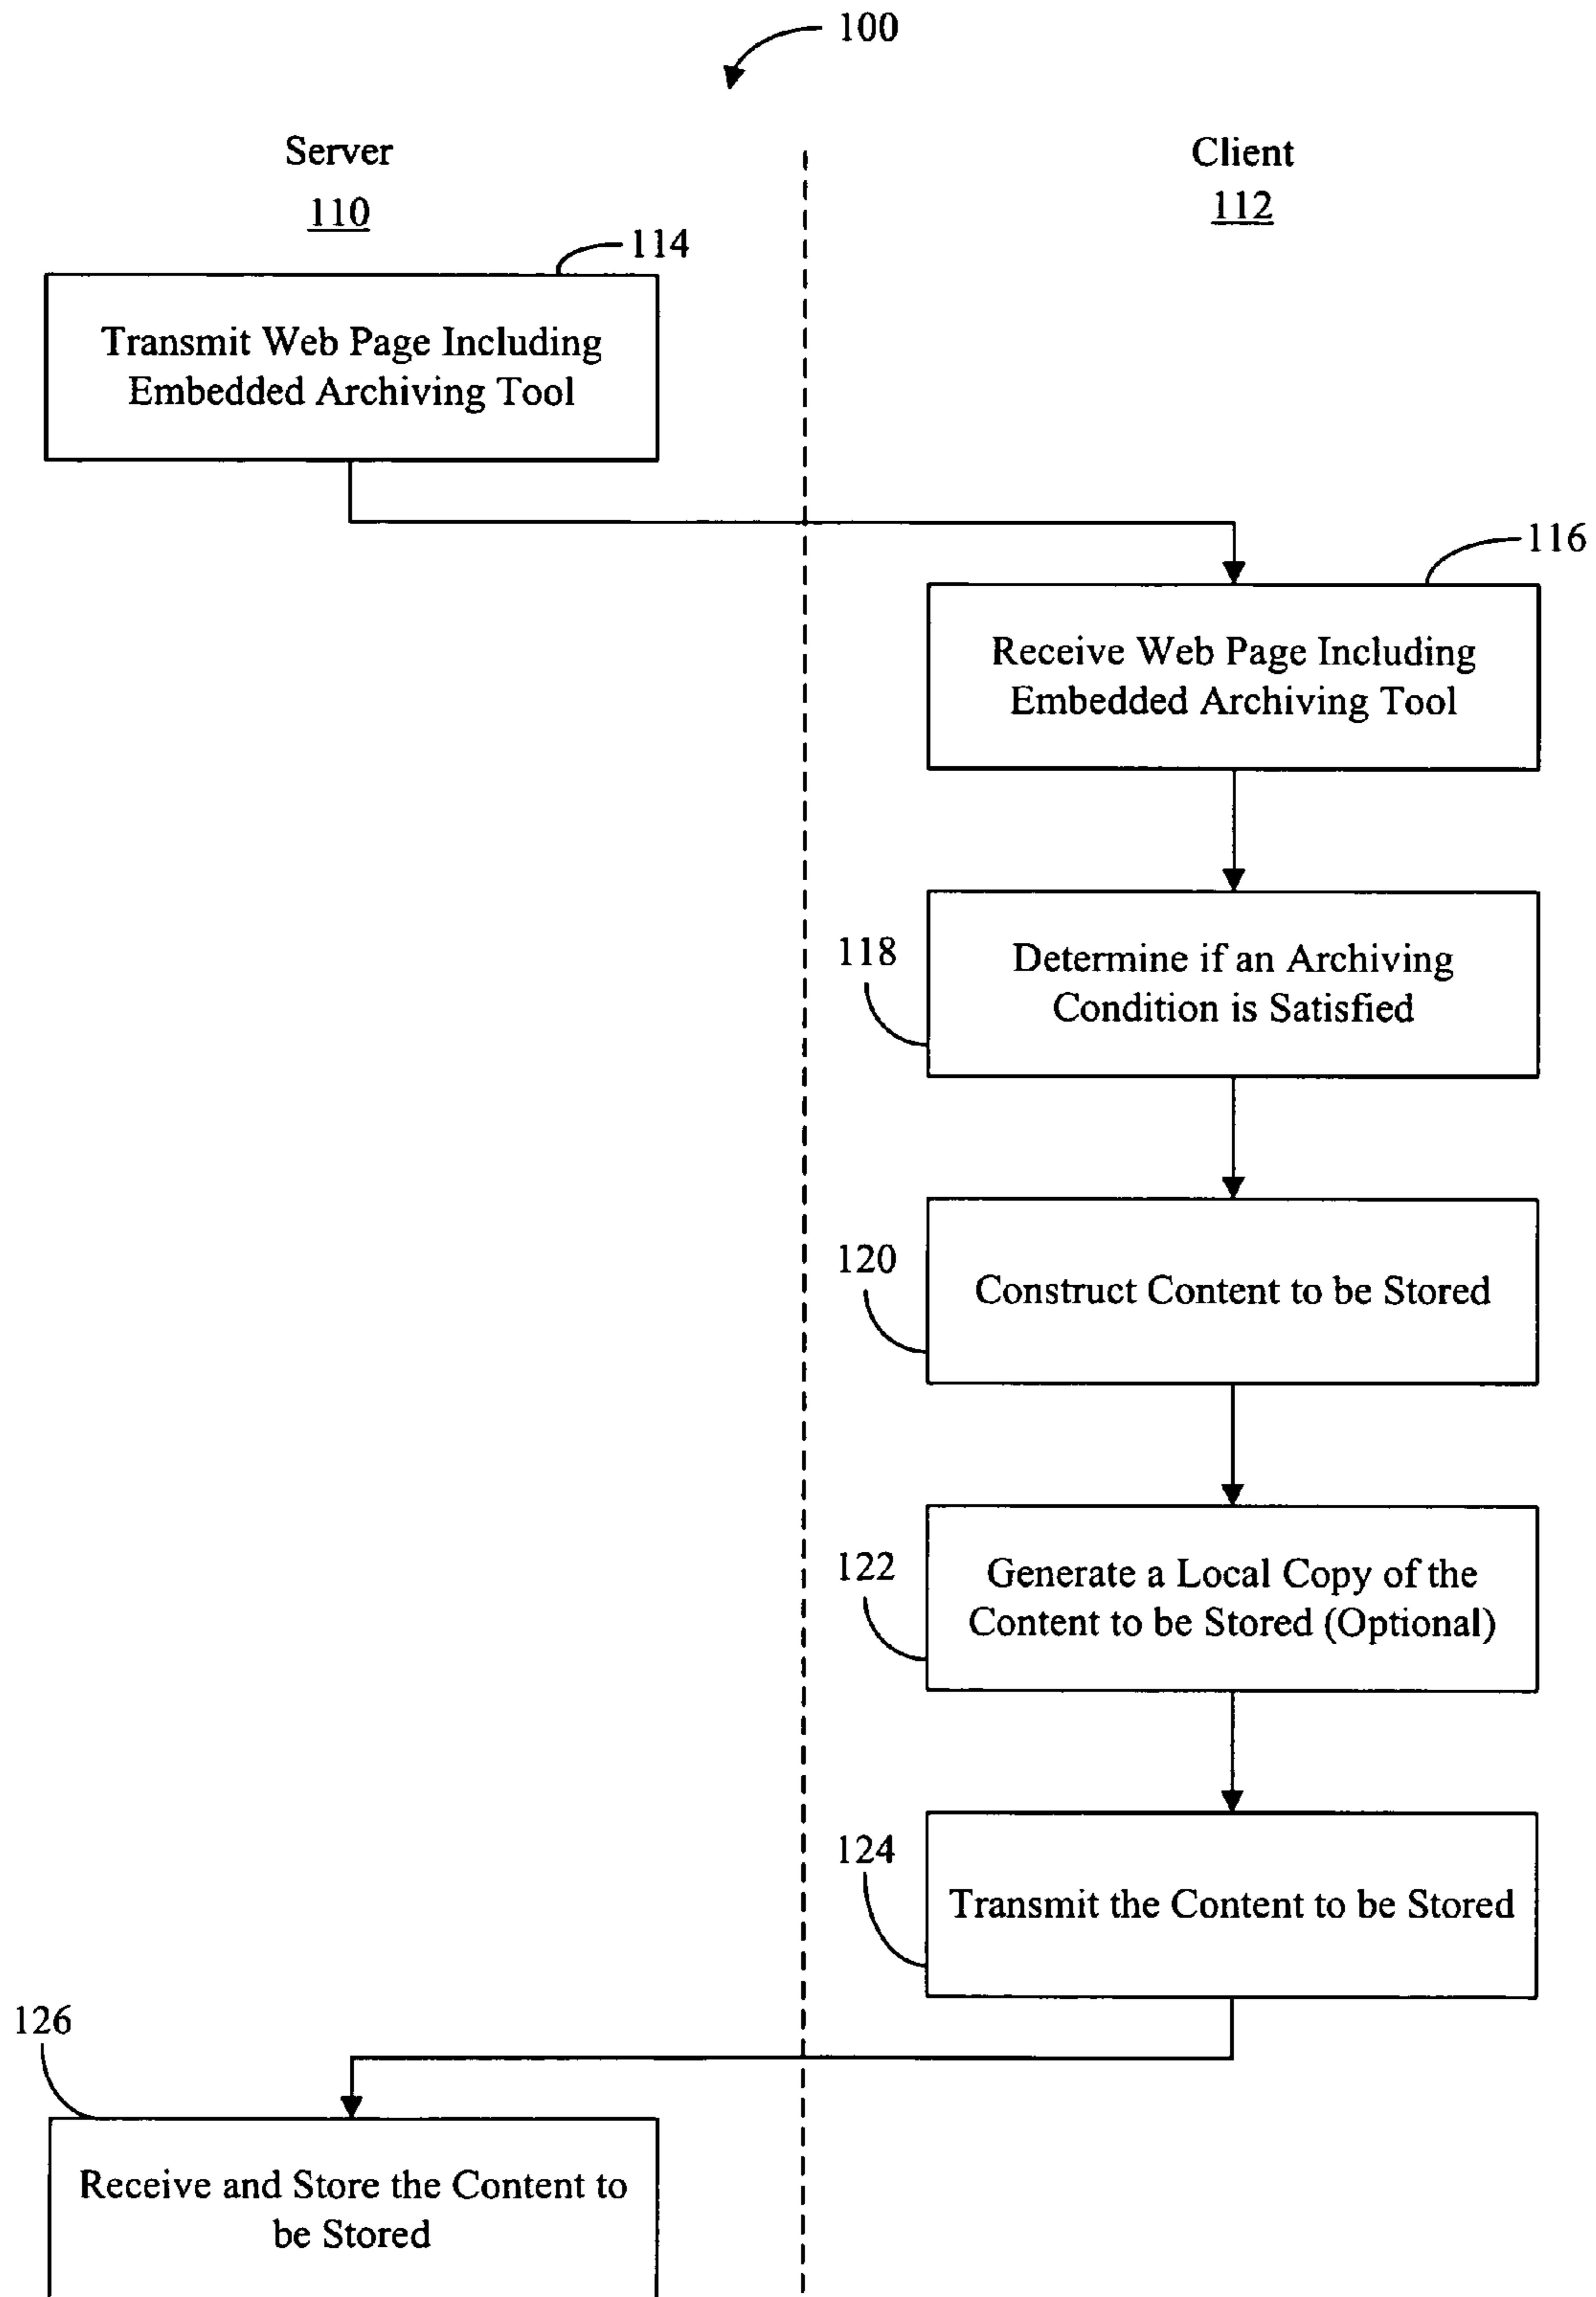 100
Server
110
Client
112
114
Transmit Web Page Including
Embedded Archiving Tool
116
Receive Web Page Including
Embedded Archiving Tool
118
Determine if an Archiving
Condition is Satisfied
120
Construct Content to be Stored
122
Generate a Local Copy of the
Content to be Stored (Optional)
124
Transmit the Content to be Stored
126
Receive and Store the Content to
be Stored